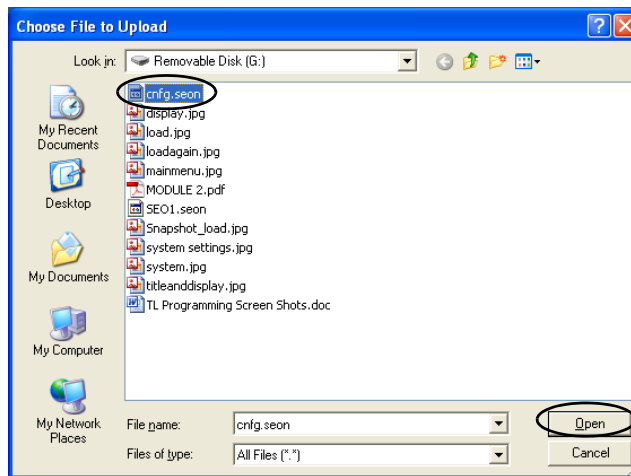 Choose File to Upload
Look in: Removable Disk (G:)
My Recent
Documents
Desktop
My Documents
My Computer
My Network
Places
cnfg.seon
display.jpg
load.jpg
loadagain.jpg
mainmenu.jpg
MODULE 2.pdf
SEO1.seon
Snapshot_load.jpg
system settings.jpg
system.jpg
titleanddisplay.jpg
TL Programming Screen Shots.doc
File name: cnfg.seon Open
Files of type: All Files (*.*) Cancel